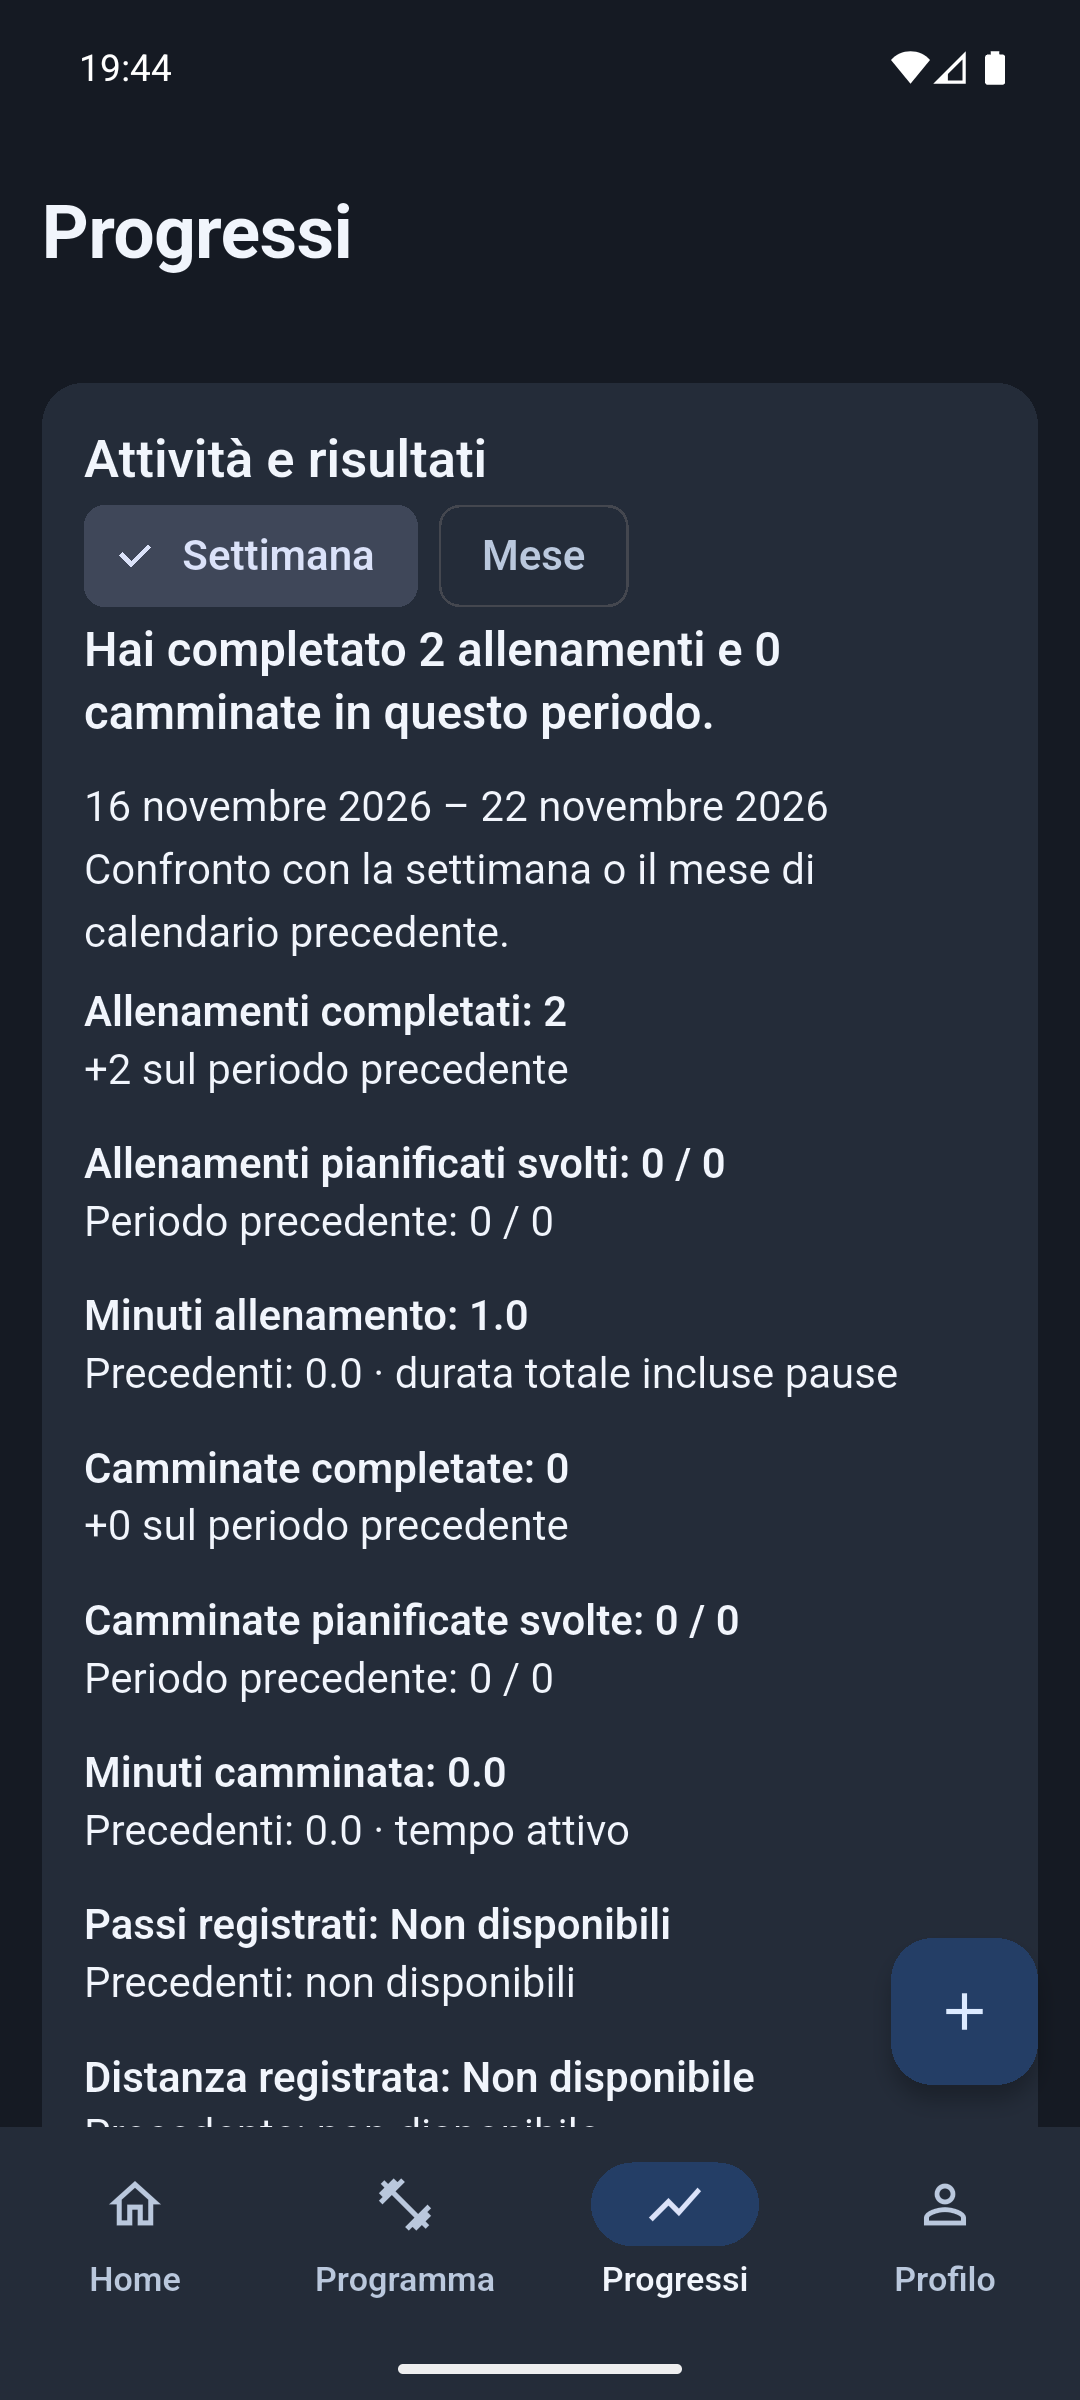 19:44
Progressi
Attività e risultati
Settimana
Mese
Hai completato 2 allenamenti e 0
camminate in questo periodo.
16 novembre 2026 – 22 novembre 2026
Confronto con la settimana o il mese di
calendario precedente.
Allenamenti completati: 2
+2 sul periodo precedente
Allenamenti pianificati svolti: 0 / 0
Periodo precedente: 0 / 0
Minuti allenamento: 1.0
Precedenti: 0.0 · durata totale incluse pause
Camminate completate: 0
+0 sul periodo precedente
Camminate pianificate svolte: 0 / 0
Periodo precedente: 0 / 0
Minuti camminata: 0.0
Precedenti: 0.0 · tempo attivo
Passi registrati: Non disponibili
Precedenti: non disponibili
Distanza registrata: Non disponibile
Home
Programma
Progressi
Profilo